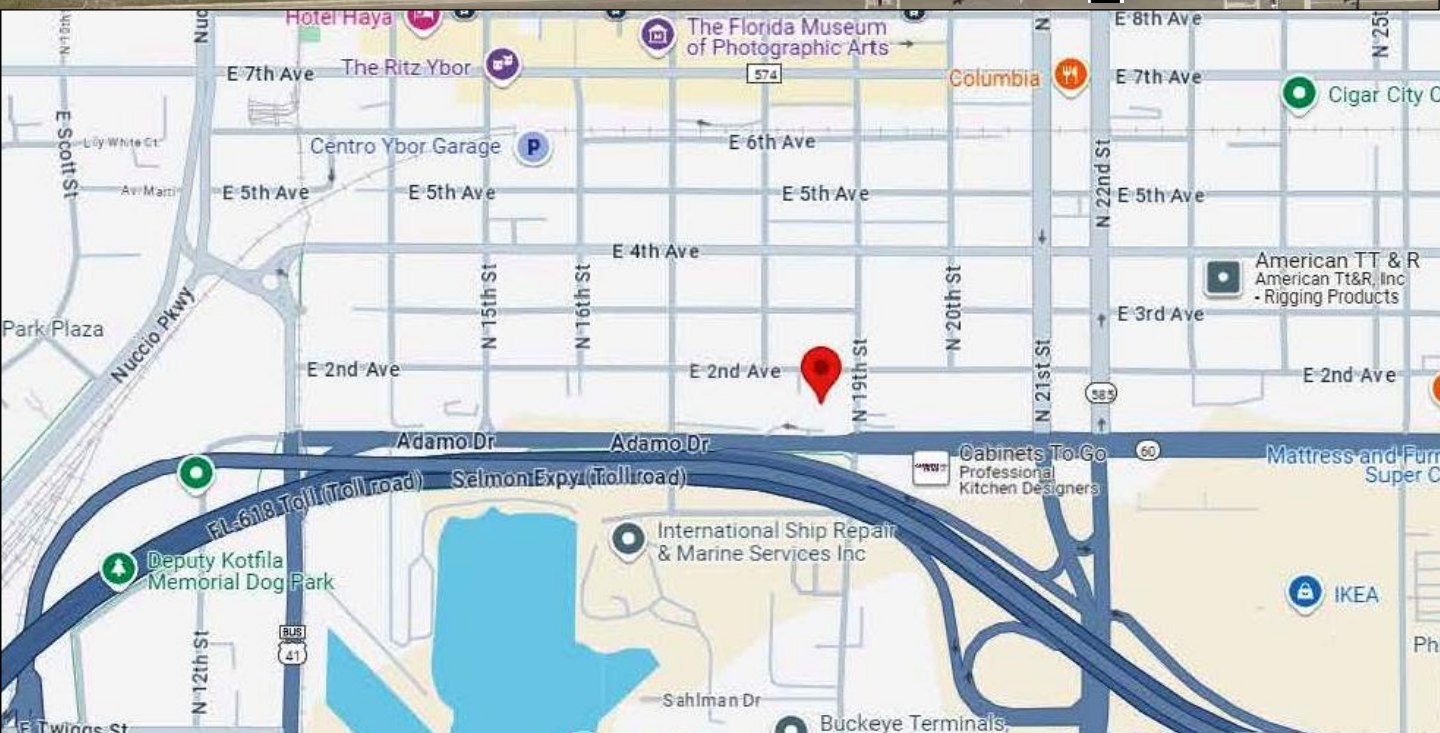 Hotel Haya
The Florida Museum
of Photographic Arts
E 8th Ave
N 25t
Nuc
N
E 7th Ave
The Ritz Ybor
574
Columbia
E 7th Ave
Cigar City C
E Scott St
Lily White Ct
Centro Ybor Garage
P
E 6th Ave
N 22nd St
Av. Marti
E 5th Ave
E 5th Ave
E 5th Ave
E 5th Ave
E 4th Ave
American TT & R
American Tt&R, Inc
- Rigging Products
Park Plaza
Nuccio Pkwy
N 15th St
N 16th St
N 20th St
E 3rd Ave
E 2nd Ave
E 2nd Ave
N 19th St
N 21st St
585
E 2nd Ave
Adamo Dr
Adamo Dr
60
Cabinets To Go
Professional
Kitchen Designers
Mattress and Furn
Super C
FL-618 Toll (Toll road)
Selmon Expy (Toll road)
International Ship Repair
& Marine Services Inc
Deputy Kotfila
Memorial Dog Park
IKEA
BUS
41
N 12th St
Ph
Sahlman Dr
E Twiggs St
Buckeye Terminals,